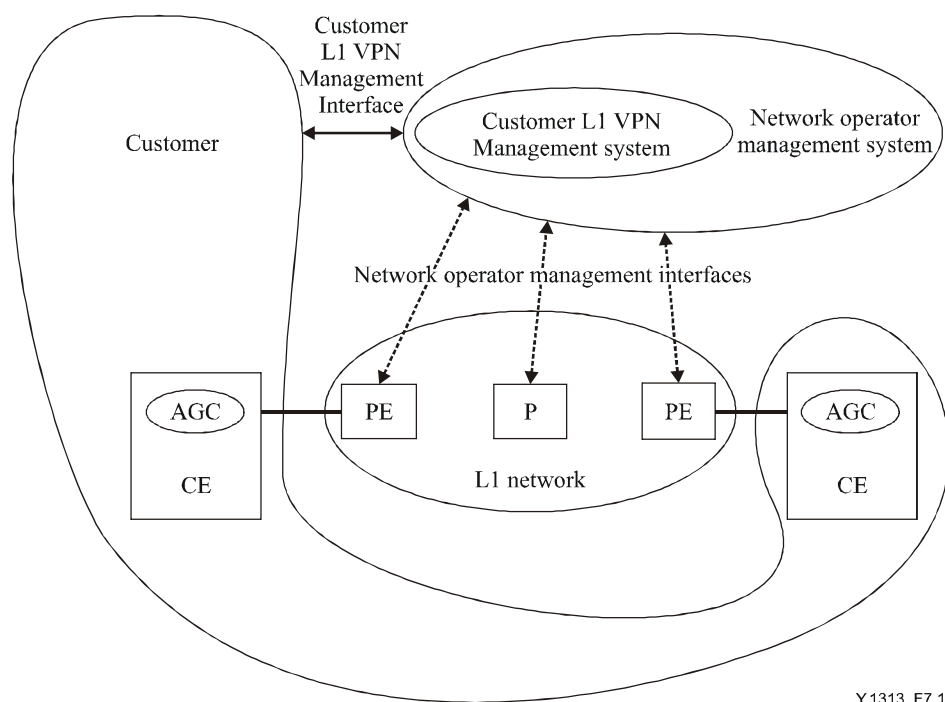 Customer
L1 VPN
Management
Interface
Customer
Customer L1 VPN
Management system
Network operator
management system
Network operator management interfaces
AGC
CE
PE
P
PE
L1 network
AGC
CE
Y.1313_F7.1